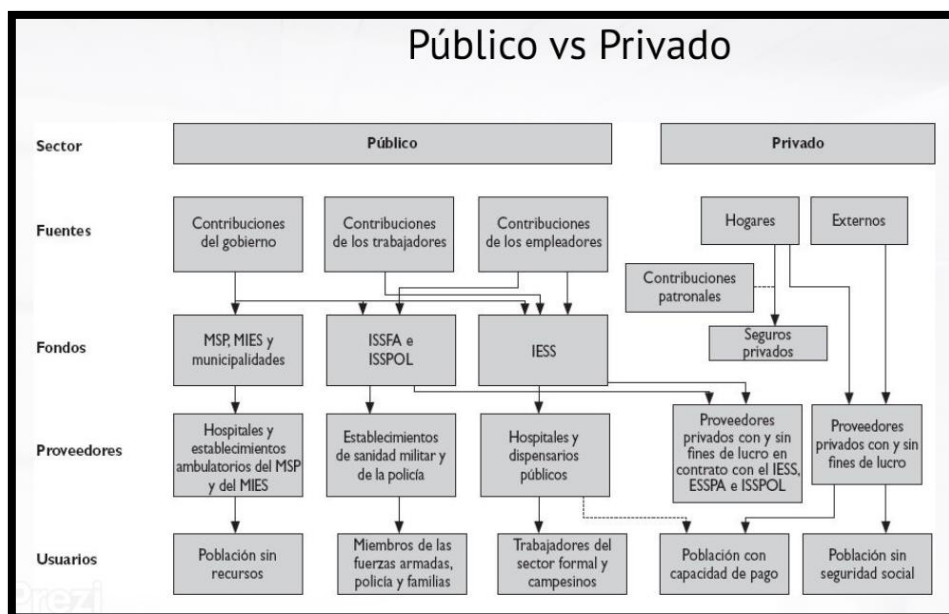 Público vs Privado
Sector
Público
Privado
Fuentes
Contribuciones
del gobierno
Contribuciones
de los trabajadores
Contribuciones
de los empleadores
Hogares
Externos
Contribuciones
patronales
Fondos
MSP, MIES y
municipalidades
ISSFA e
ISSPOL
IESS
Seguros
privados
Proveedores
Hospitales y
establecimientos
ambulatorios del MSP
y del MIES
Establecimientos
de sanidad militar y
de la policía
Hospitales y
dispensarios
públicos
Proveedores
privados con y sin
fines de lucro en
contrato con el IESS,
ESSPA e ISSPOL
Proveedores
privados con y sin
fines de lucro
Usuarios
Población sin
recursos
Miembros de las
fuerzas armadas,
policía y familias
Trabajadores del
sector formal y
campesinos
Población con
capacidad de pago
Población sin
seguridad social
Prezi